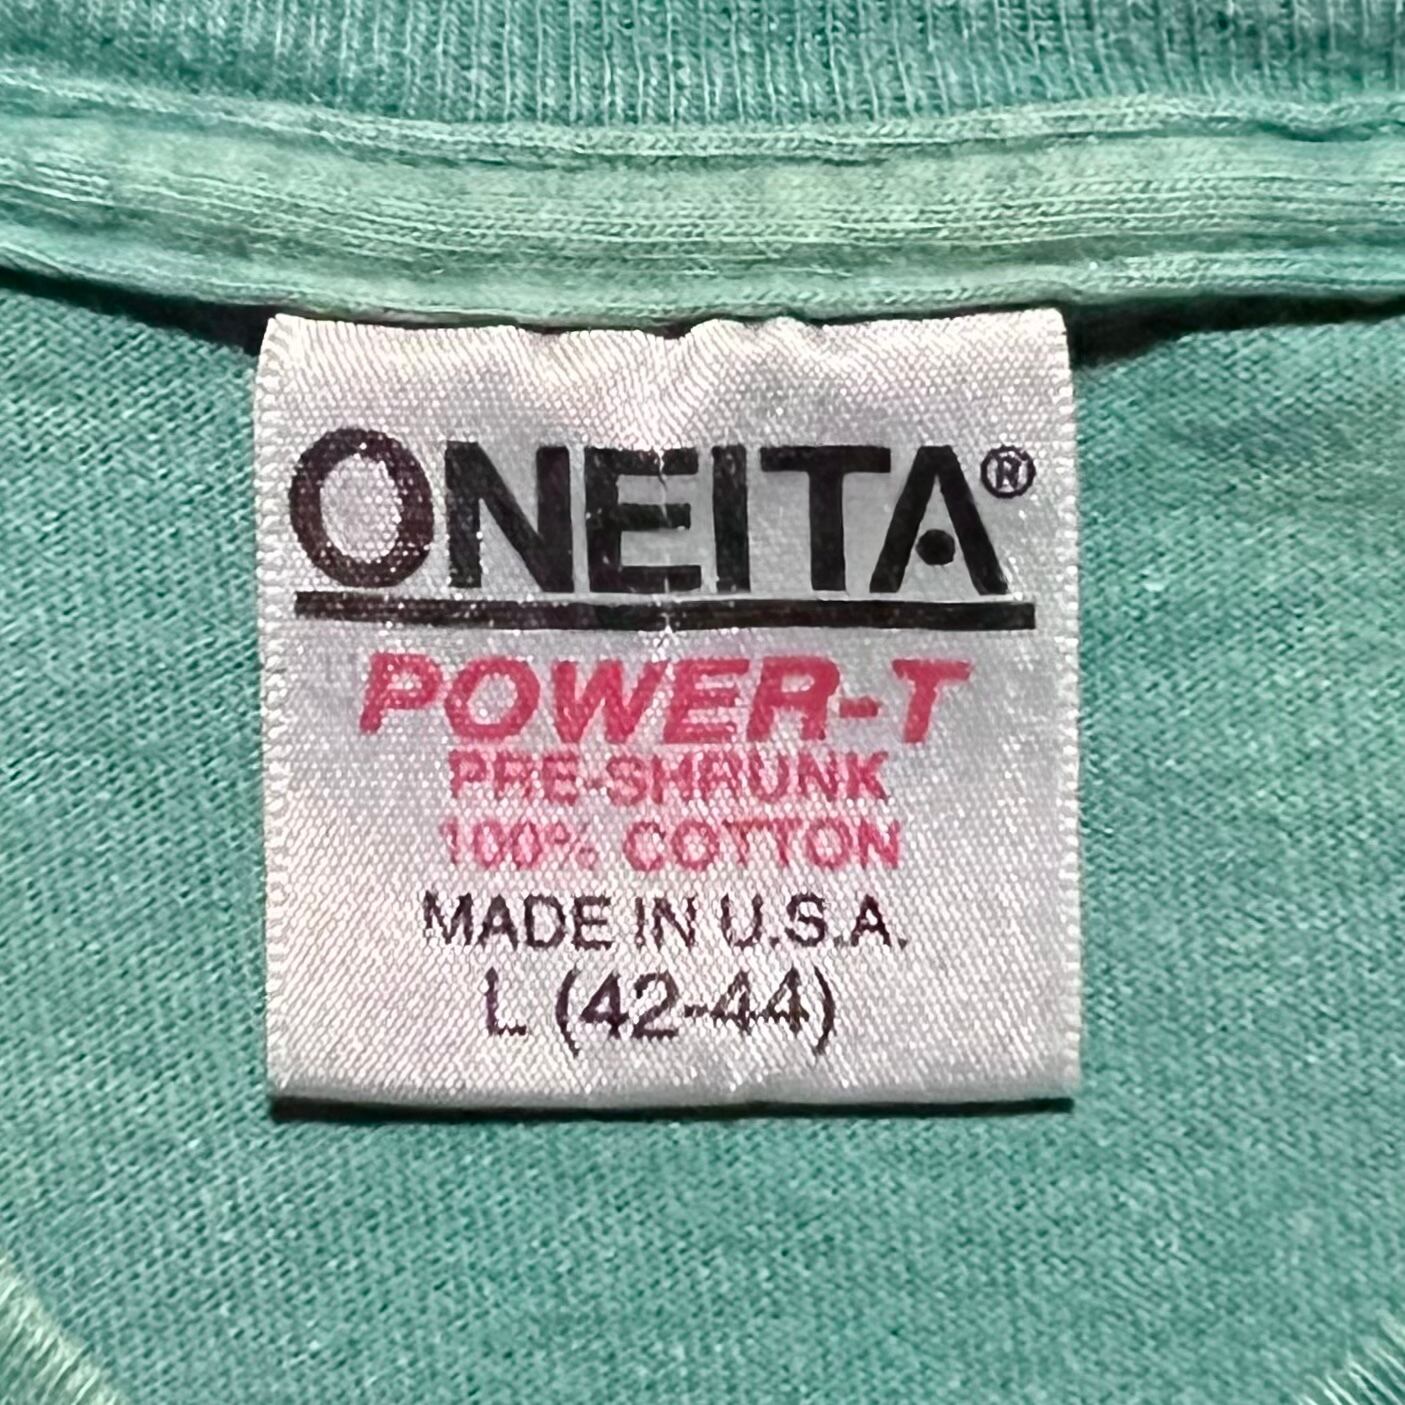 ONEITA®
POWER-T
PRE-SHRUNK
100% COTTON
MADE IN U.S.A.
L (42-44)